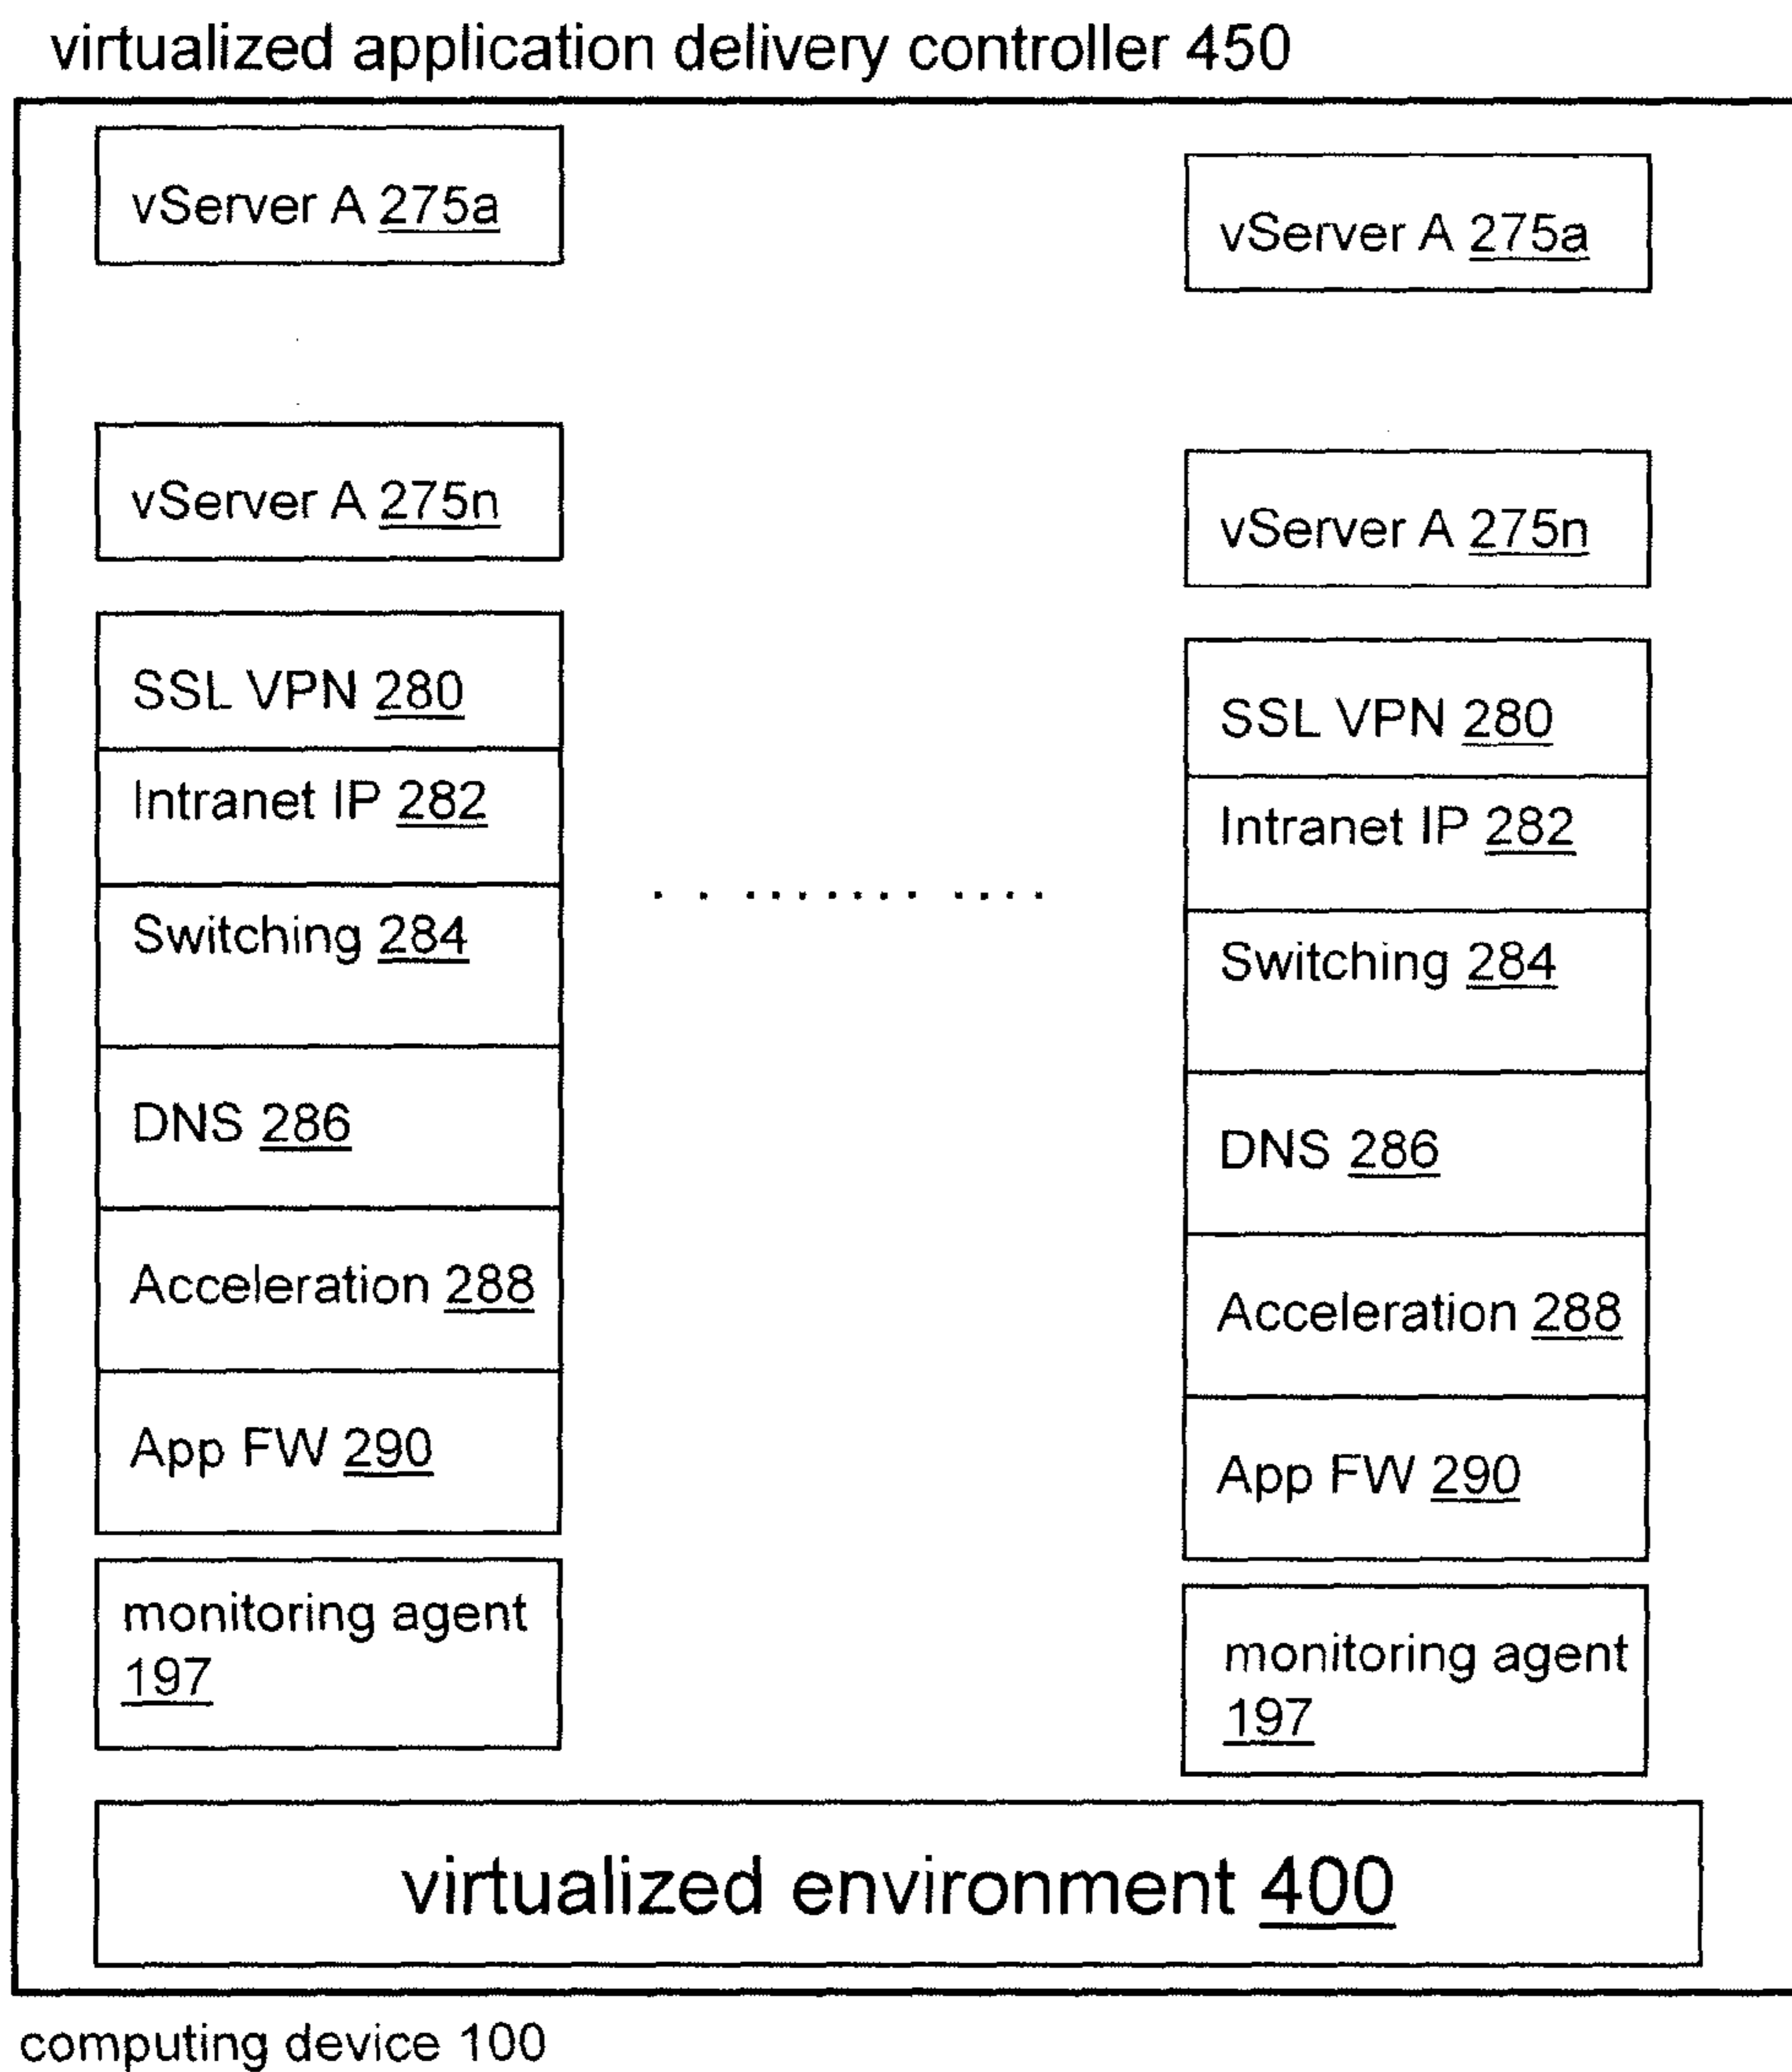 virtualized application delivery controller 450
vServer A 275a
vServer A 275n
SSL VPN 280
Intranet IP 282
Switching 284
DNS 286
Acceleration 288
App FW 290
monitoring agent
197
. . ....... ....
vServer A 275a
vServer A 275n
SSL VPN 280
Intranet IP 282
Switching 284
DNS 286
Acceleration 288
App FW 290
monitoring agent
197
virtualized environment 400
computing device 100